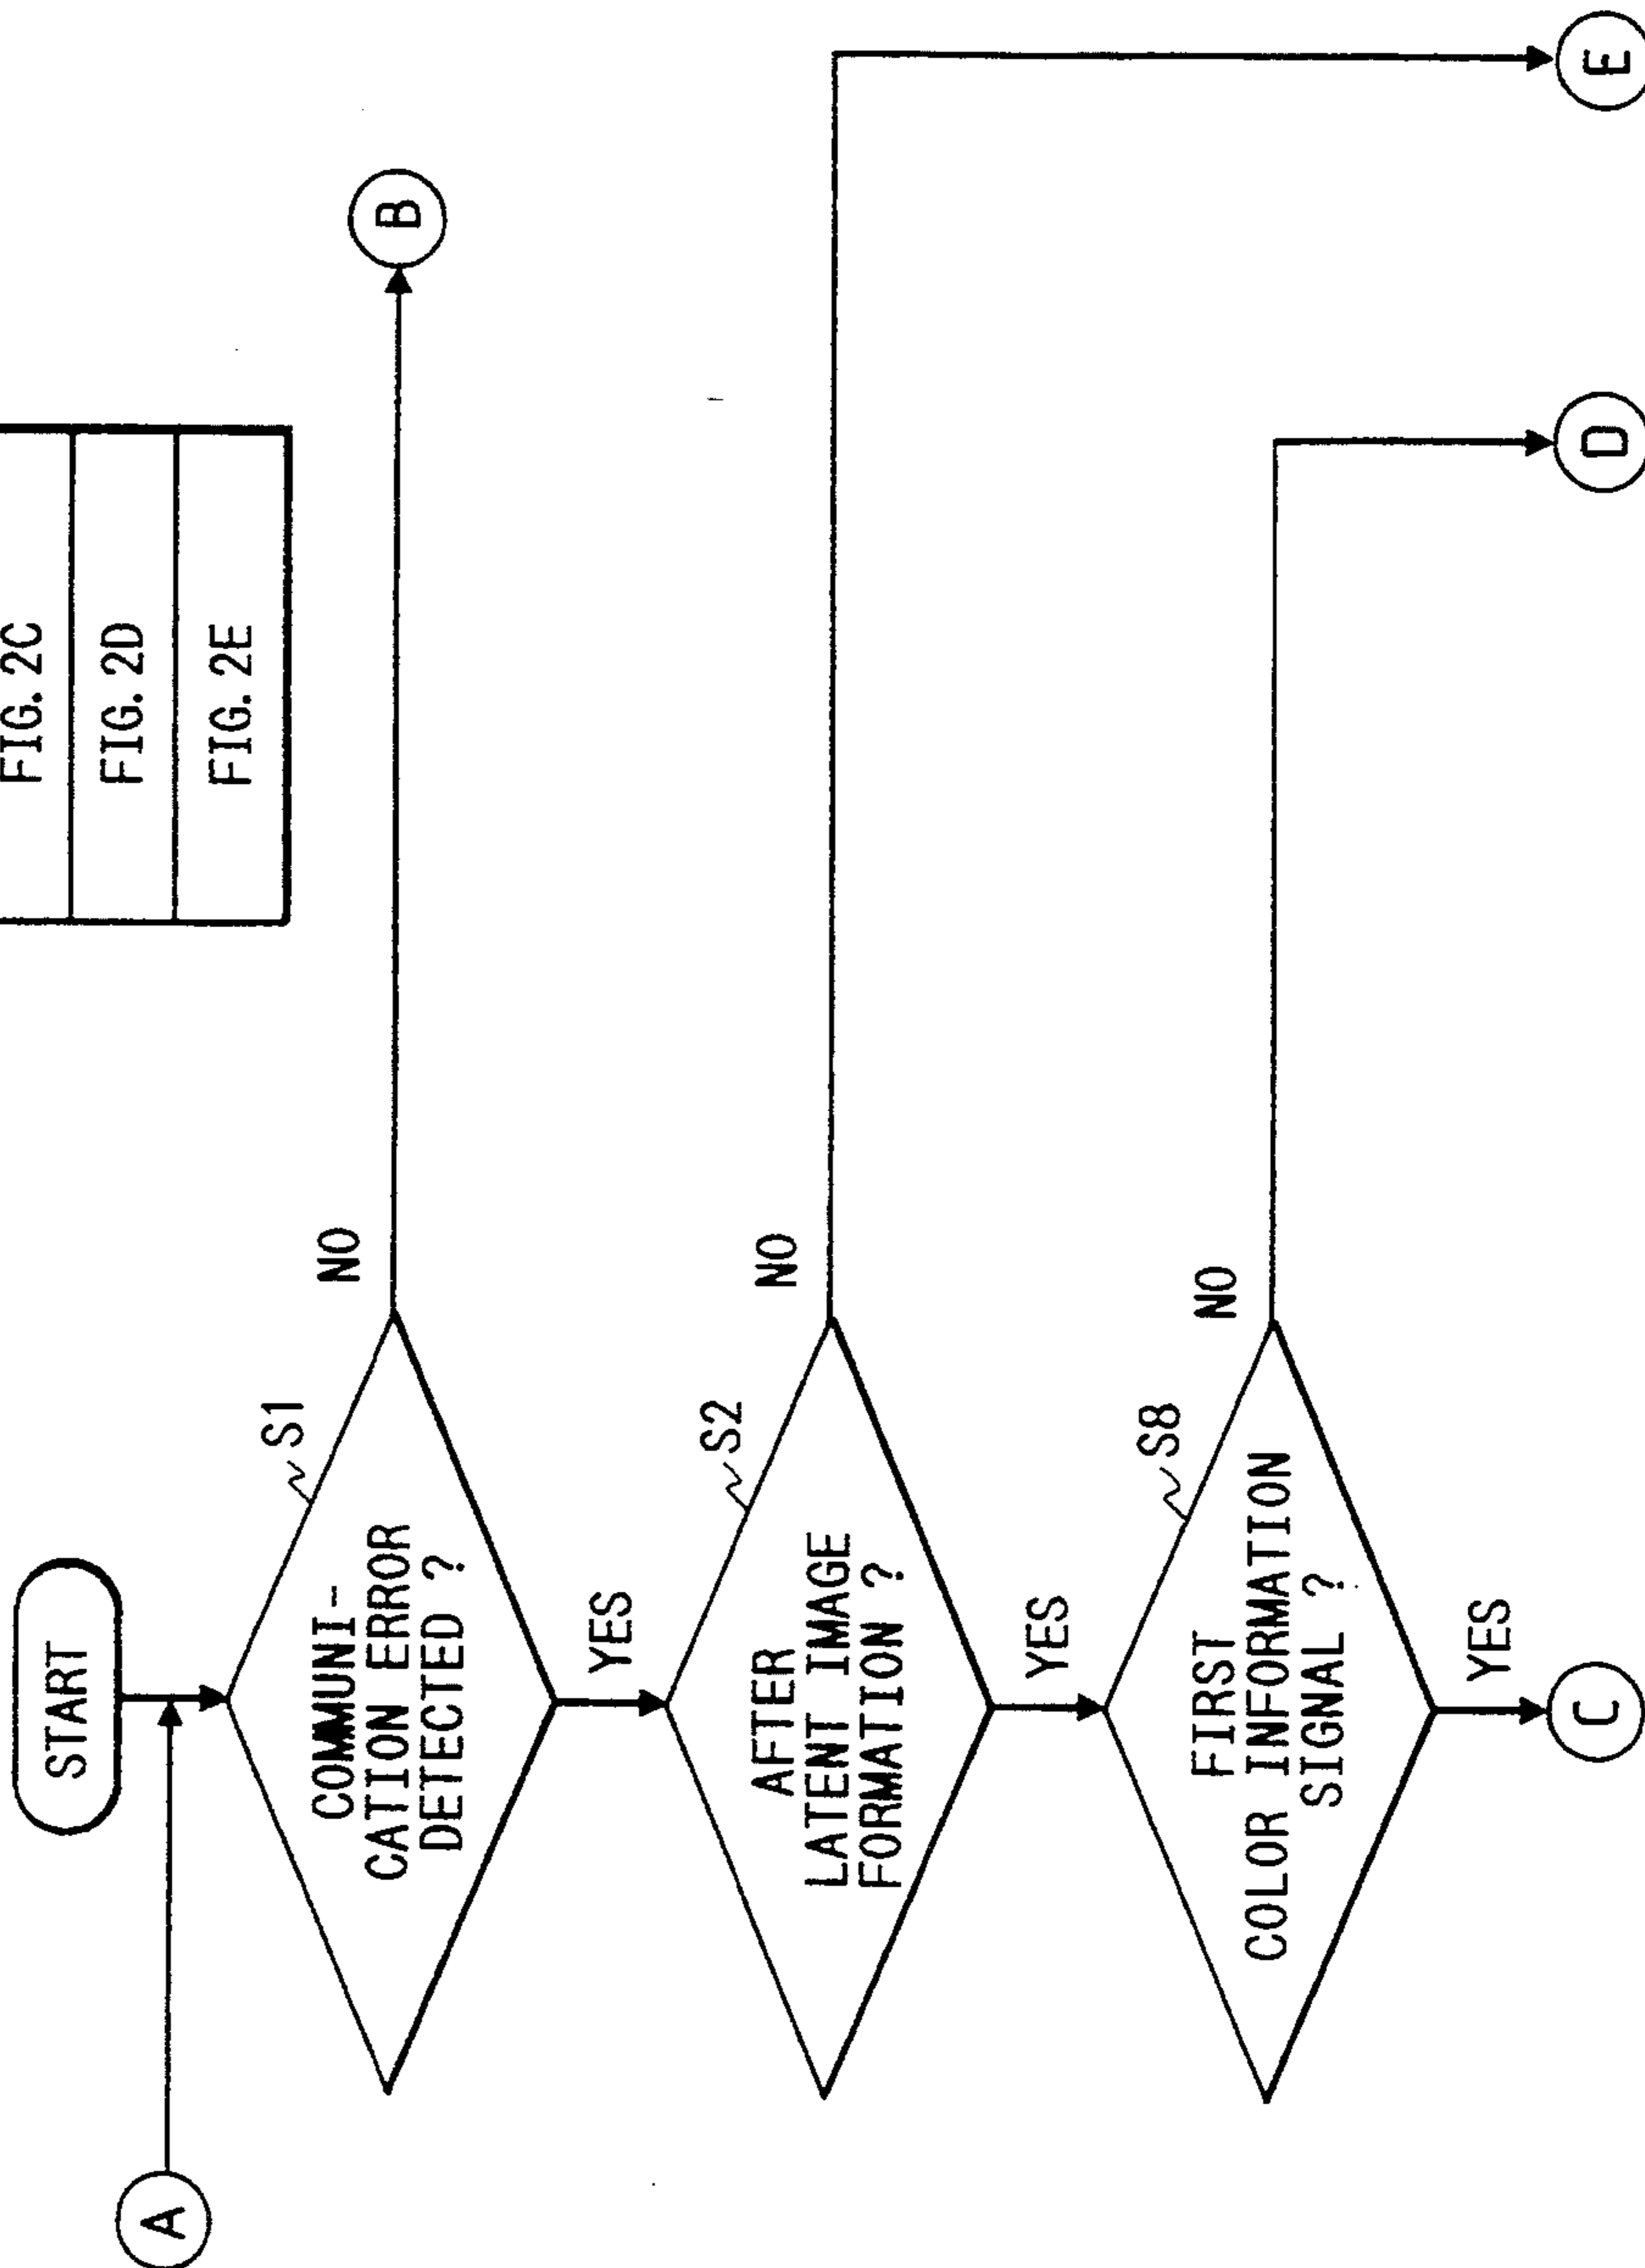 FIG. 2C
FIG. 2D
FIG. 2E
START
A
S1
COMMUNI-
CATION ERROR
DETECTED ?
NO
B
YES
S2
AFTER
LATENT IMAGE
FORMATION ?
NO
E
YES
S8
FIRST
COLOR INFORMATION
SIGNAL ?
NO
D
YES
C